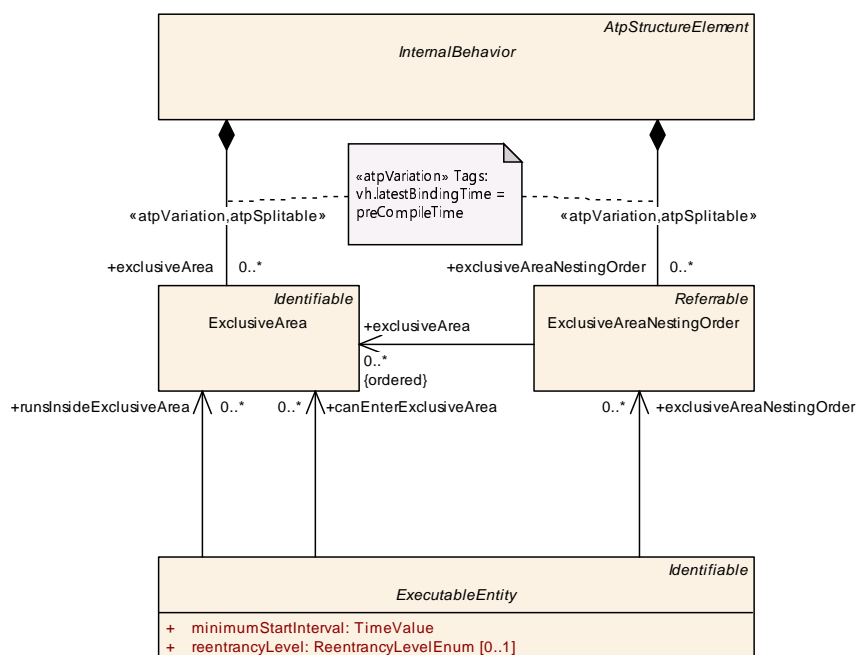 AtpStructureElement
InternalBehavior
«atpVariation» Tags:
vh.latestBindingTime =
preCompileTime
«atpVariation,atpSplitable»
«atpVariation,atpSplitable»
+exclusiveArea 0..*
+exclusiveAreaNestingOrder 0..*
Identifiable
ExclusiveArea
Referrable
ExclusiveAreaNestingOrder
+exclusiveArea
0..*
{ordered}
+runsInsideExclusiveArea 0..*
0..* +canEnterExclusiveArea
0..* +exclusiveAreaNestingOrder
Identifiable
ExecutableEntity
+ minimumStartInterval: TimeValue
+ reentrancyLevel: ReentrancyLevelEnum [0..1]